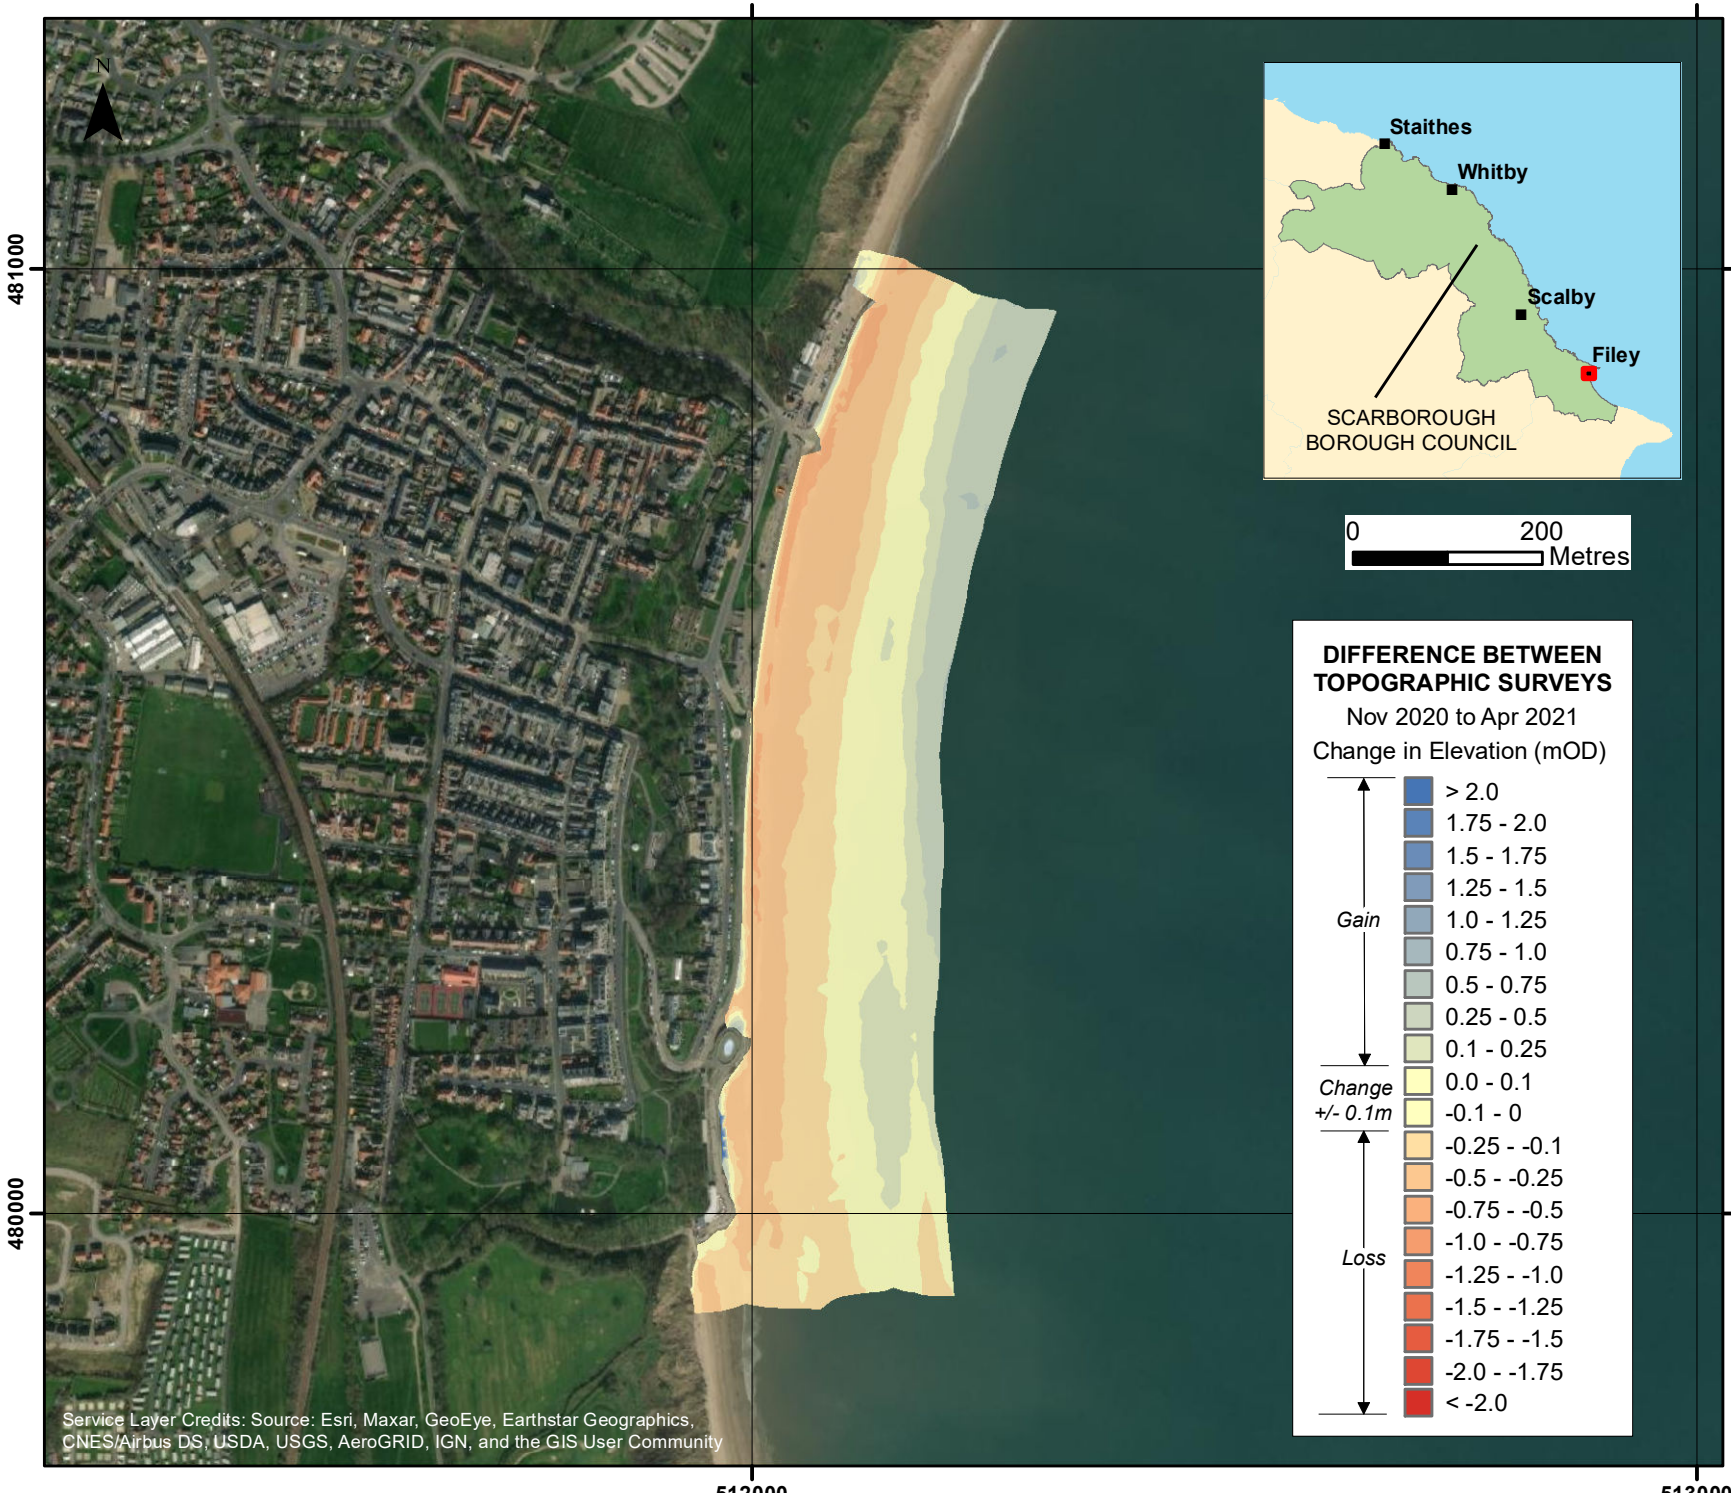 N
481000
480000
Staithes
Whitby
Scalby
Filey
SCARBOROUGH
BOROUGH COUNCIL
0 200
Metres
DIFFERENCE BETWEEN
TOPOGRAPHIC SURVEYS
Nov 2020 to Apr 2021
Change in Elevation (mOD)
> 2.0
1.75 - 2.0
1.5 - 1.75
1.25 - 1.5
Gain
1.0 - 1.25
0.75 - 1.0
0.5 - 0.75
0.25 - 0.5
0.1 - 0.25
Change
+/- 0.1m
0.0 - 0.1
-0.1 - 0
-0.25 - -0.1
-0.5 - -0.25
-0.75 - -0.5
-1.0 - -0.75
Loss
-1.25 - -1.0
-1.5 - -1.25
-1.75 - -1.5
-2.0 - -1.75
< -2.0
Service Layer Credits: Source: Esri, Maxar, GeoEye, Earthstar Geographics,
CNES/Airbus DS, USDA, USGS, AeroGRID, IGN, and the GIS User Community
512000
513000